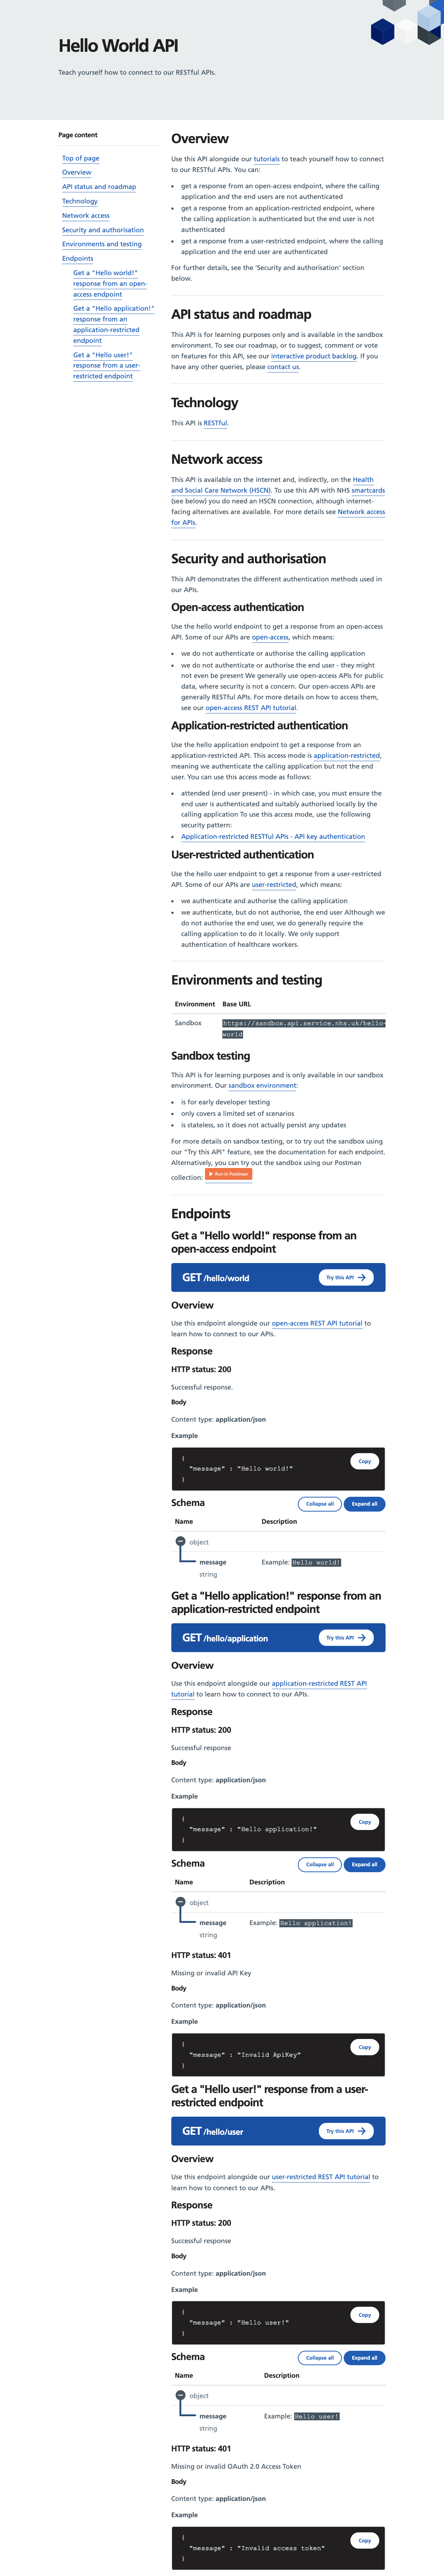 Hello World API
Teach yourself how to connect to our RESTful APIs.
Page content
Top of page
Overview
API status and roadmap
Technology
Network access
Security and authorisation
Environments and testing
Endpoints
Get a "Hello world!"
response from an open-
access endpoint
Get a "Hello application!"
response from an
application-restricted
endpoint
Get a "Hello user!"
response from a user-
restricted endpoint
Overview
Use this API alongside our tutorials to teach yourself how to connect
to our RESTful APIs. You can:
• get a response from an open-access endpoint, where the calling
application and the end users are not authenticated
• get a response from an application-restricted endpoint, where
the calling application is authenticated but the end user is not
authenticated
• get a response from a user-restricted endpoint, where the calling
application and the end user are authenticated
For further details, see the 'Security and authorisation' section
below.
API status and roadmap
This API is for learning purposes only and is available in the sandbox
environment. To see our roadmap, or to suggest, comment or vote
on features for this API, see our interactive product backlog. If you
have any other queries, please contact us.
Technology
This API is RESTful.
Network access
This API is available on the internet and, indirectly, on the Health
and Social Care Network (HSCN). To use this API with NHS smartcards
(see below) you do need an HSCN connection, although internet-
facing alternatives are available. For more details see Network access
for APIs.
Security and authorisation
This API demonstrates the different authentication methods used in
our APIs.
Open-access authentication
Use the hello world endpoint to get a response from an open-access
API. Some of our APIs are open-access, which means:
• we do not authenticate or authorise the calling application
• we do not authenticate or authorise the end user - they might
not even be present We generally use open-access APIs for public
data, where security is not a concern. Our open-access APIs are
generally RESTful APIs. For more details on how to access them,
see our open-access REST API tutorial.
Application-restricted authentication
Use the hello application endpoint to get a response from an
application-restricted API. This access mode is application-restricted,
meaning we authenticate the calling application but not the end
user. You can use this access mode as follows:
• attended (end user present) - in which case, you must ensure the
end user is authenticated and suitably authorised locally by the
calling application To use this access mode, use the following
security pattern:
• Application-restricted RESTful APIs - API key authentication
User-restricted authentication
Use the hello user endpoint to get a response from a user-restricted
API. Some of our APIs are user-restricted, which means:
• we authenticate and authorise the calling application
• we authenticate, but do not authorise, the end user Although we
do not authorise the end user, we do generally require the
calling application to do it locally. We only support
authentication of healthcare workers.
Environments and testing
Environment Base URL
Sandbox https://sandbox.api.service.nhs.uk/hello-
world
Sandbox testing
This API is for learning purposes and is only available in our sandbox
environment. Our sandbox environment:
• is for early developer testing
• only covers a limited set of scenarios
• is stateless, so it does not actually persist any updates
For more details on sandbox testing, or to try out the sandbox using
our "Try this API" feature, see the documentation for each endpoint.
Alternatively, you can try out the sandbox using our Postman
collection: Run in Postman
Endpoints
Get a "Hello world!" response from an
open-access endpoint
GET /hello/world Try this API
Overview
Use this endpoint alongside our open-access REST API tutorial to
learn how to connect to our APIs.
Response
HTTP status: 200
Successful response.
Body
Content type: application/json
Example
{ Copy
"message" : "Hello world!"
}
Schema Collapse all Expand all
Name Description
object
message Example: Hello world!
string
Get a "Hello application!" response from an
application-restricted endpoint
GET /hello/application Try this API
Overview
Use this endpoint alongside our application-restricted REST API
tutorial to learn how to connect to our APIs.
Response
HTTP status: 200
Successful response
Body
Content type: application/json
Example
{ Copy
"message" : "Hello application!"
}
Schema Collapse all Expand all
Name Description
object
message Example: Hello application!
string
HTTP status: 401
Missing or invalid API Key
Body
Content type: application/json
Example
{ Copy
"message" : "Invalid ApiKey"
}
Get a "Hello user!" response from a user-
restricted endpoint
GET /hello/user Try this API
Overview
Use this endpoint alongside our user-restricted REST API tutorial to
learn how to connect to our APIs.
Response
HTTP status: 200
Successful response
Body
Content type: application/json
Example
{ Copy
"message" : "Hello user!"
}
Schema Collapse all Expand all
Name Description
object
message Example: Hello user!
string
HTTP status: 401
Missing or invalid OAuth 2.0 Access Token
Body
Content type: application/json
Example
{ Copy
"message" : "Invalid access token"
}